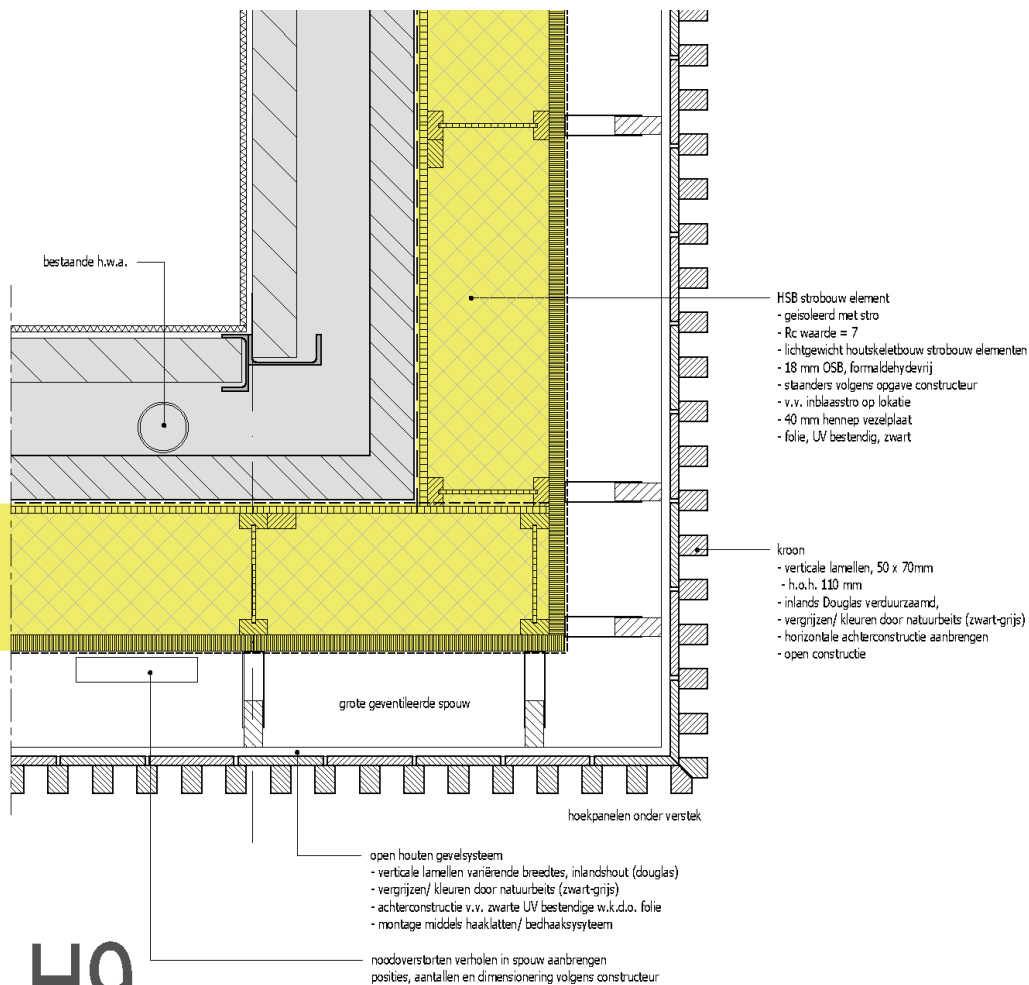 bestaande h.w.a.
HSB strobouw element
- geisoleerd met stro
- Rc waarde = 7
- lichtgewicht houtskeletbouw strobouw elementen
- 18 mm OSB, formaldehydevrij
- staanders volgens opgave constructeur
- v.v. inblaasstro op lokatie
- 40 mm hennep vezelplaat
- folie, UV bestendig, zwart
kroon
- verticale lamellen, 50 x 70mm
- h.o.h. 110 mm
- inlands Douglas verduurzaamd,
- vergrijzen/ kleuren door natuurbeits (zwart-grijs)
- horizontale achterconstructie aanbrengen
- open constructie
grote geventileerde spouw
hoekpanelen onder verstek
open houten gevelsysteem
- verticale lamellen variërende breedtes, inlandshout (douglas)
- vergrijzen/ kleuren door natuurbeits (zwart-grijs)
- achterconstructie v.v. zwarte UV bestendige w.k.d.o. folie
- montage middels haaklatten/ bedhaaksysyteem
noodoverstorten verholen in spouw aanbrengen
posities, aantallen en dimensionering volgens constructeur